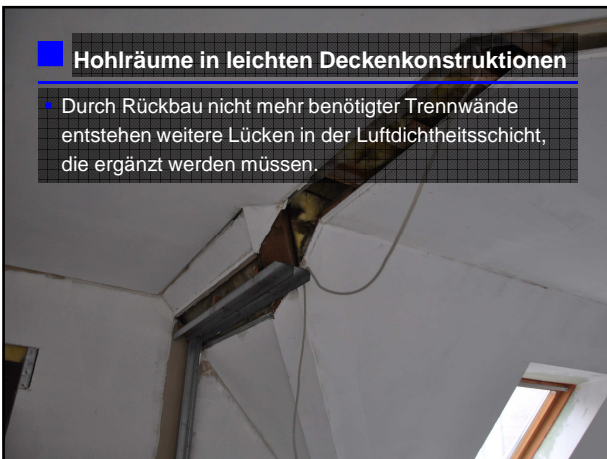 Hohlräume in leichten Deckenkonstruktionen
• Durch Rückbau nicht mehr benötigter Trennwände
entstehen weitere Lücken in der Luftdichtheitsschicht,
die ergänzt werden müssen.